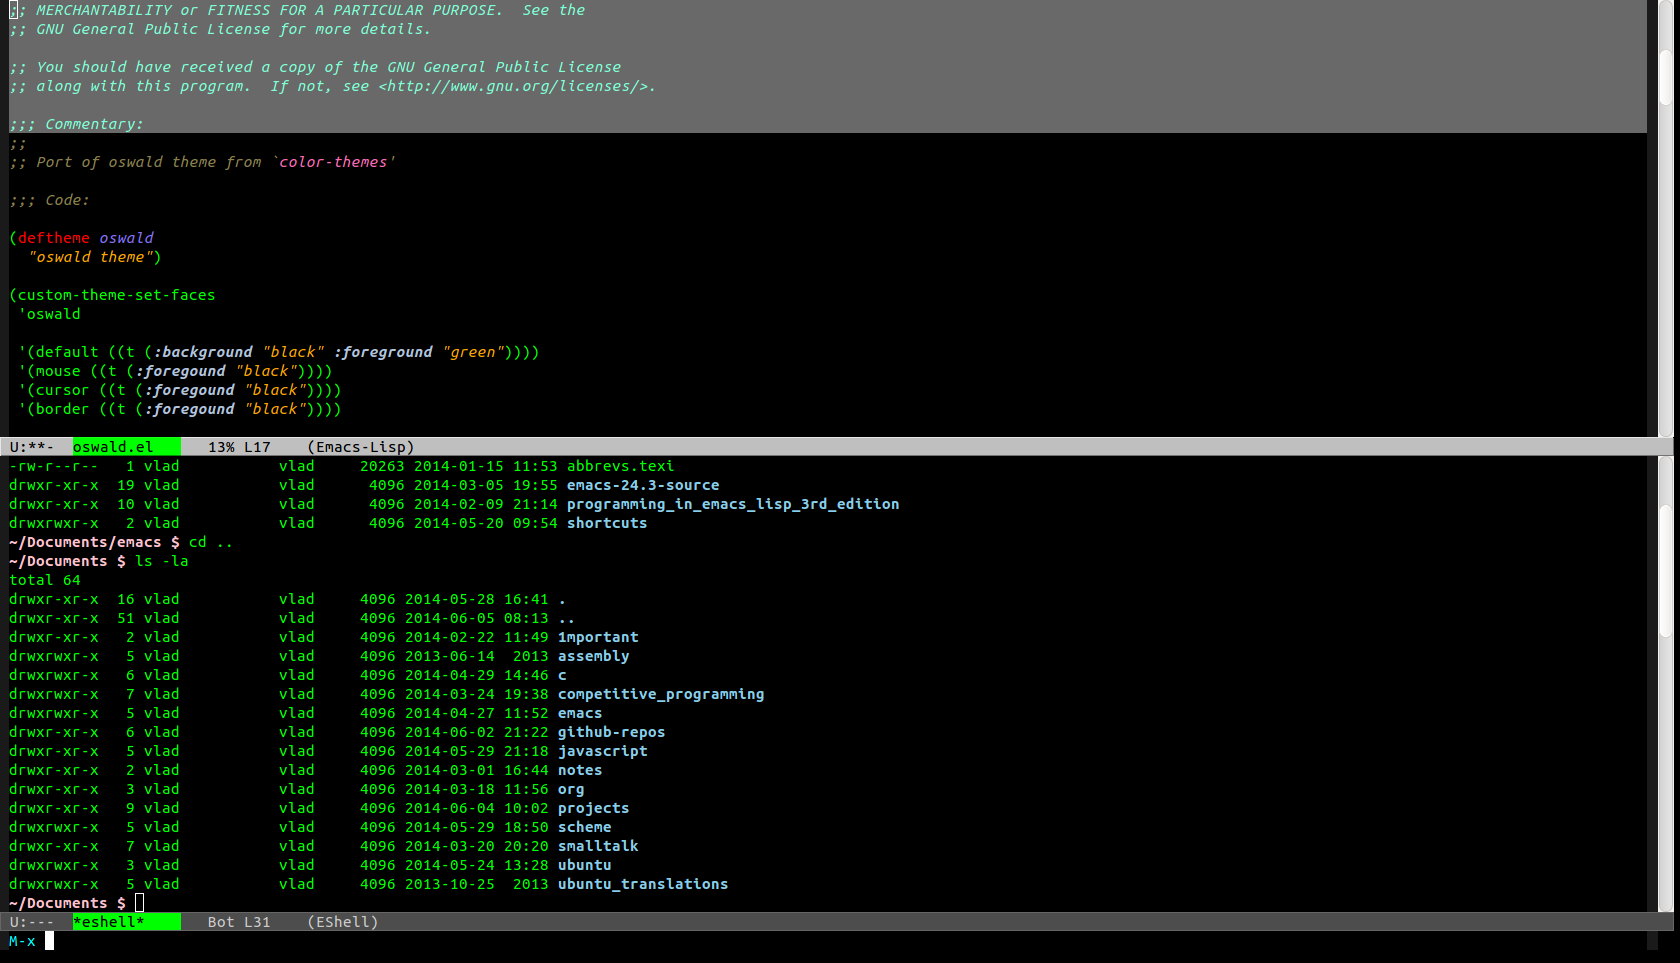 ;; MERCHANTABILITY or FITNESS FOR A PARTICULAR PURPOSE.  See the
;; GNU General Public License for more details.

;; You should have received a copy of the GNU General Public License
;; along with this program.  If not, see <http://www.gnu.org/licenses/>.

;;; Commentary:
;;
;; Port of oswald theme from `color-themes'

;;; Code:

(deftheme oswald
  "oswald theme")

(custom-theme-set-faces
 'oswald

 '(default ((t (:background "black" :foreground "green"))))
 '(mouse ((t (:foregound "black"))))
 '(cursor ((t (:foregound "black"))))
 '(border ((t (:foregound "black"))))

U:**-  oswald.el      13% L17    (Emacs-Lisp)
-rw-r--r--   1 vlad           vlad     20263 2014-01-15 11:53 abbrevs.texi
drwxr-xr-x  19 vlad           vlad      4096 2014-03-05 19:55 emacs-24.3-source
drwxr-xr-x  10 vlad           vlad      4096 2014-02-09 21:14 programming_in_emacs_lisp_3rd_edition
drwxrwxr-x   2 vlad           vlad      4096 2014-05-20 09:54 shortcuts
~/Documents/emacs $ cd ..
~/Documents $ ls -la
total 64
drwxr-xr-x  16 vlad           vlad     4096 2014-05-28 16:41 .
drwxr-xr-x  51 vlad           vlad     4096 2014-06-05 08:13 ..
drwxr-xr-x   2 vlad           vlad     4096 2014-02-22 11:49 1mportant
drwxrwxr-x   5 vlad           vlad     4096 2013-06-14  2013 assembly
drwxrwxr-x   6 vlad           vlad     4096 2014-04-29 14:46 c
drwxrwxr-x   7 vlad           vlad     4096 2014-03-24 19:38 competitive_programming
drwxrwxr-x   5 vlad           vlad     4096 2014-04-27 11:52 emacs
drwxrwxr-x   6 vlad           vlad     4096 2014-06-02 21:22 github-repos
drwxr-xr-x   5 vlad           vlad     4096 2014-05-29 21:18 javascript
drwxr-xr-x   2 vlad           vlad     4096 2014-03-01 16:44 notes
drwxr-xr-x   3 vlad           vlad     4096 2014-03-18 11:56 org
drwxr-xr-x   9 vlad           vlad     4096 2014-06-04 10:02 projects
drwxrwxr-x   5 vlad           vlad     4096 2014-05-29 18:50 scheme
drwxrwxr-x   7 vlad           vlad     4096 2014-03-20 20:20 smalltalk
drwxrwxr-x   3 vlad           vlad     4096 2014-05-24 13:28 ubuntu
drwxrwxr-x   5 vlad           vlad     4096 2013-10-25  2013 ubuntu_translations
~/Documents $
U:---  *eshell*       Bot L31    (EShell)
M-x